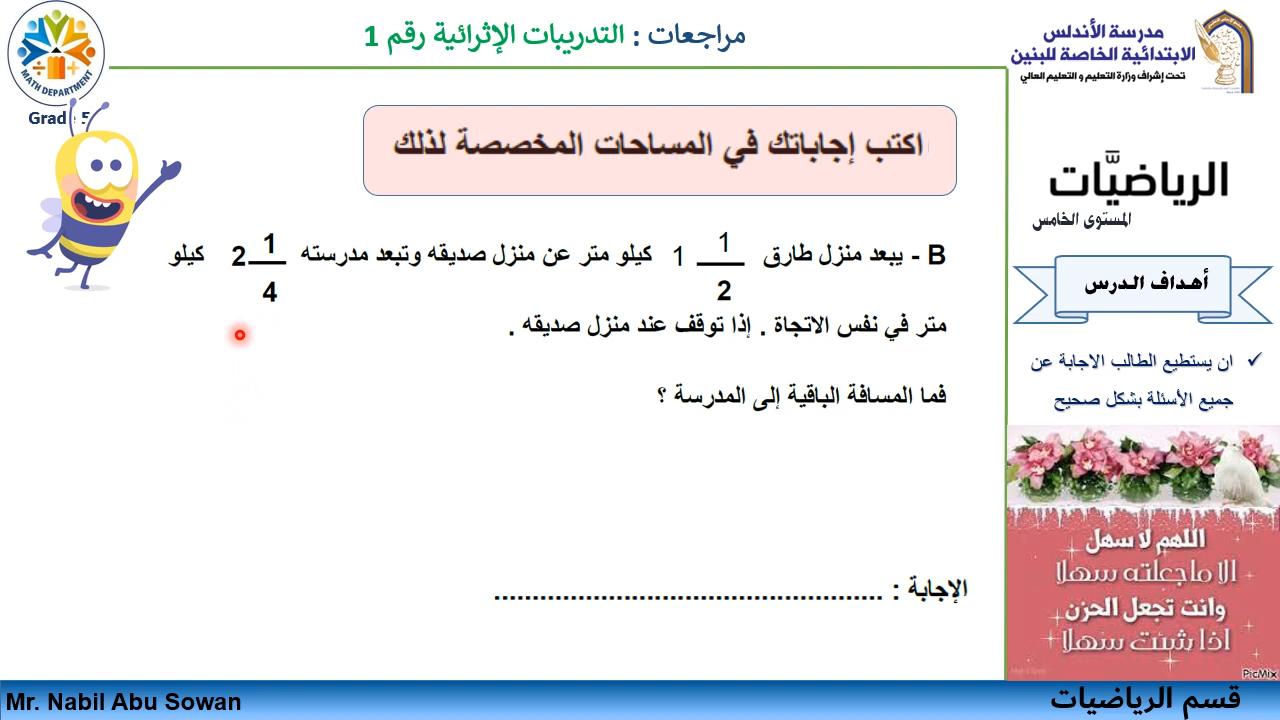 مراجعات : التدريبات الإثرائية رقم 1
MATH DEPARTMENT
Grade 5
مدرسة الأندلس
الابتدائية الخاصة للبنين
تحت إشراف وزارة التعليم و التعليم العالي
اكتب إجاباتك في المساحات المخصصة لذلك
B - يبعد منزل طارق 1 1/2 كيلو متر عن منزل صديقه وتبعد مدرسته 2 1/4 كيلو
متر في نفس الاتجاة . إذا توقف عند منزل صديقه .
فما المسافة الباقية إلى المدرسة ؟
الإجابة : ..................................................
الرياضيَّات
المستوى الخامس
أهداف الدرس
✓ ان يستطيع الطالب الاجابة عن
جميع الأسئلة بشكل صحيح
اللهم لا سهل
الا ما جعلته سهلا
وانت تجعل الحزن
اذا شئت سهلا
PicMix
Mr. Nabil Abu Sowan
قسم الرياضيات